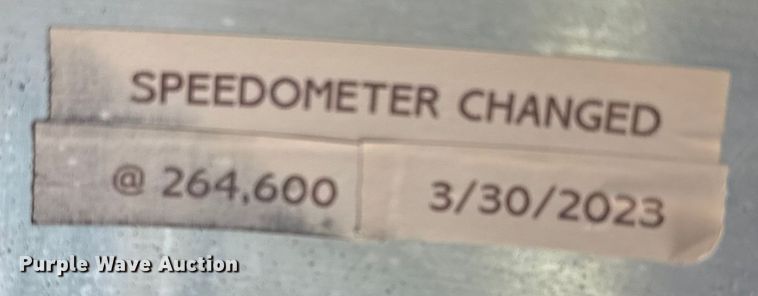 SPEEDOMETER CHANGED
@ 264,600 3/30/2023
Purple Wave Auction